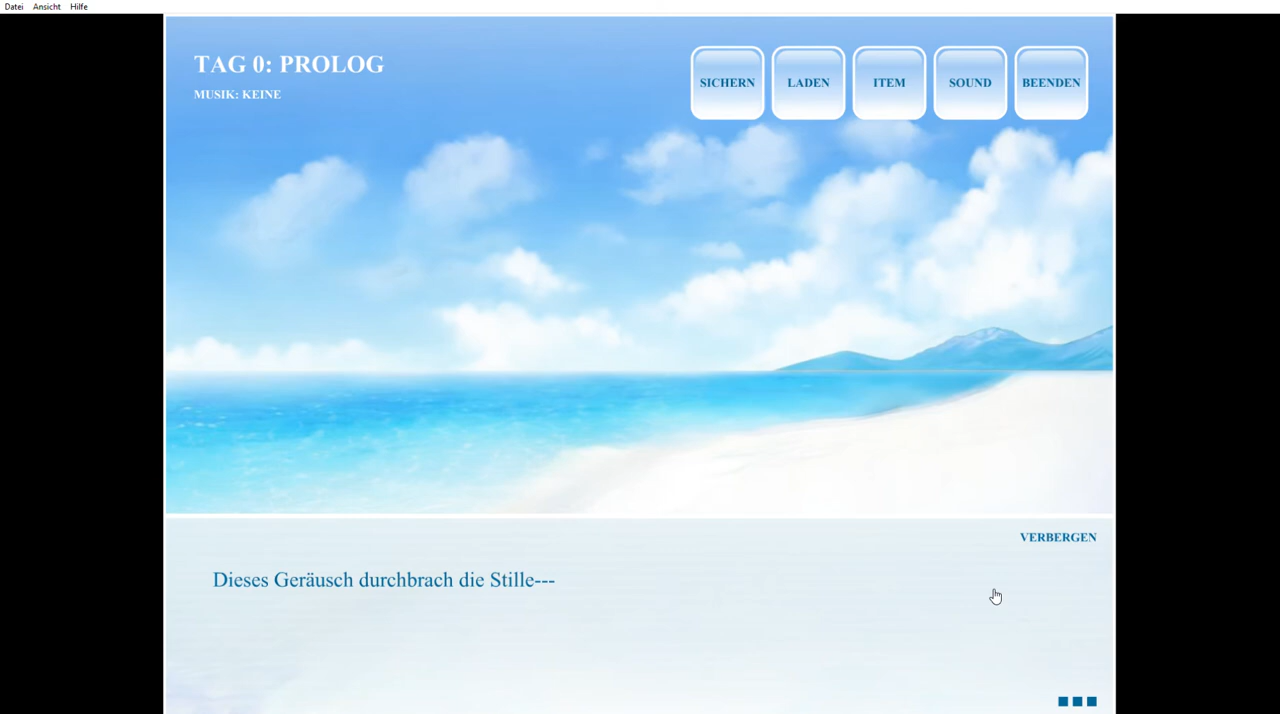 Datei Ansicht Hilfe
TAG 0: PROLOG
MUSIK: KEINE
SICHERN
LADEN
ITEM
SOUND
BEENDEN
VERBERGEN
Dieses Geräusch durchbrach die Stille---